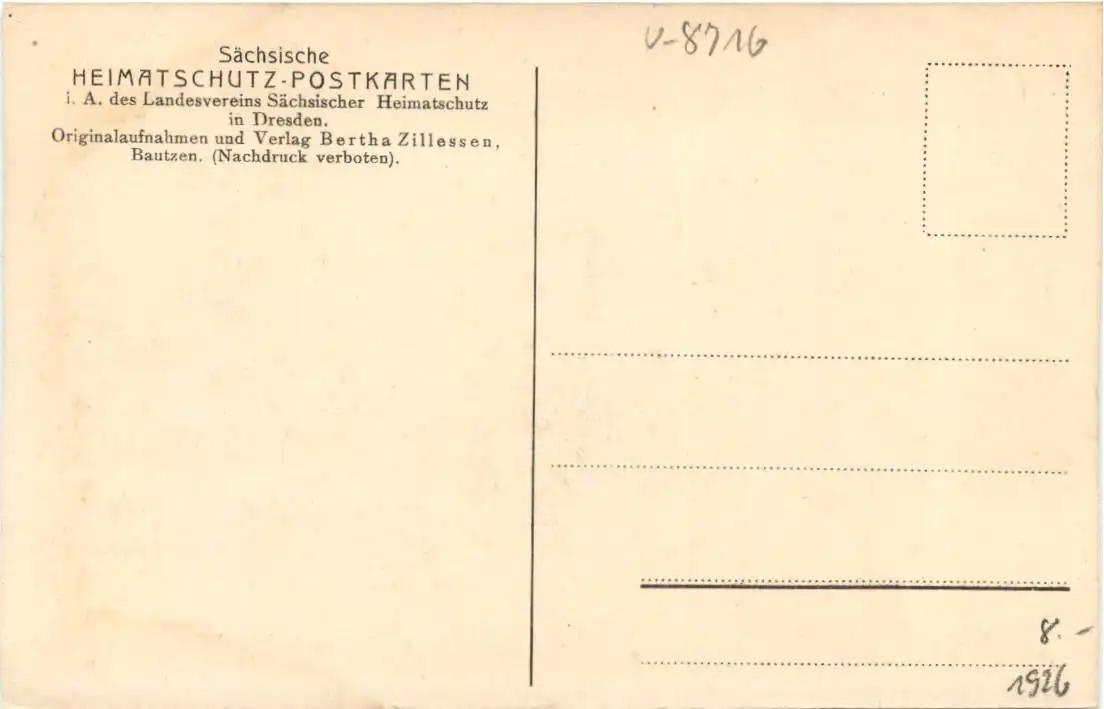 Sächsische
HEIMATSCHUTZ-POSTKARTEN
i. A. des Landesvereins Sächsischer Heimatschutz
in Dresden.
Originalaufnahmen und Verlag Bertha Zillessen,
Bautzen. (Nachdruck verboten).
V-8716
8.-
1926